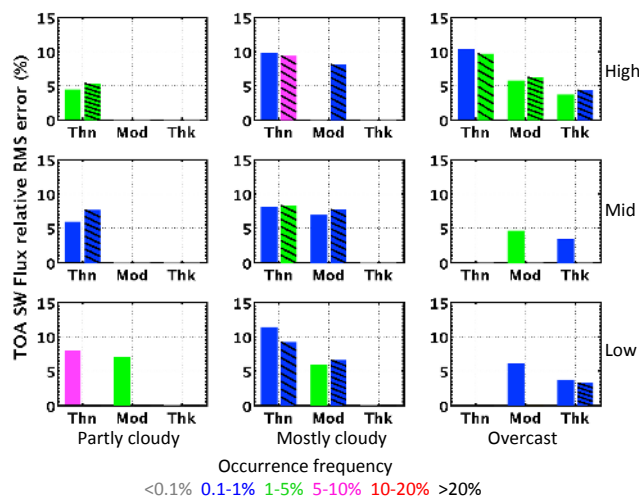 TOA SW Flux relative RMS error (%)
15 15 15
10 10 10
5 5 5
0 0 0
Thn Mod Thk Thn Mod Thk Thn Mod Thk
High
15 15 15
10 10 10
5 5 5
0 0 0
Thn Mod Thk Thn Mod Thk Thn Mod Thk
Mid
15 15 15
10 10 10
5 5 5
0 0 0
Thn Mod Thk Thn Mod Thk Thn Mod Thk
Low
Partly cloudy Mostly cloudy Overcast
Occurrence frequency
<0.1% 0.1-1% 1-5% 5-10% 10-20% >20%